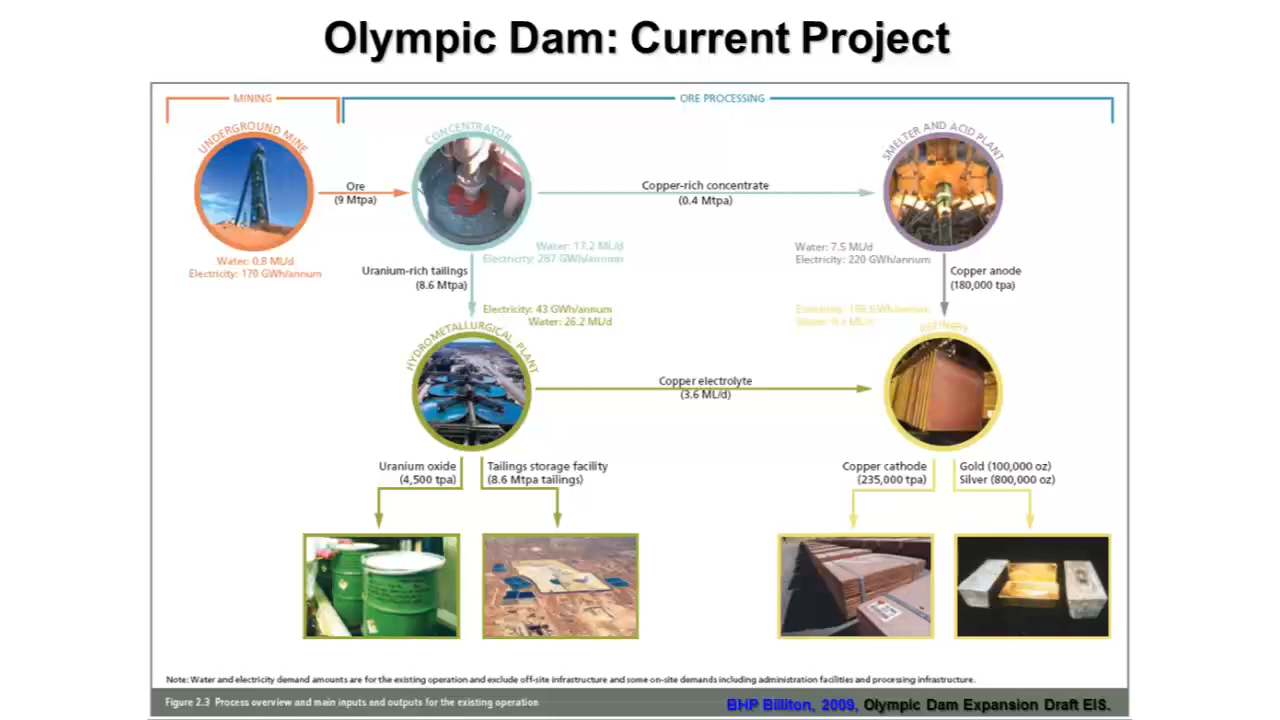 Olympic Dam: Current Project
MINING
ORE PROCESSING
UNDERGROUND MINE
CONCENTRATOR
SMELTER AND ACID PLANT
Ore
(9 Mtpa)
Copper-rich concentrate
(0.4 Mtpa)
Water: 0.8 ML/d
Electricity: 170 GWh/annum
Water: 17.2 ML/d
Electricity: 287 GWh/annum
Water: 7.5 ML/d
Electricity: 220 GWh/annum
Uranium-rich tailings
(8.6 Mtpa)
Copper anode
(180,000 tpa)
Electricity: 43 GWh/annum
Water: 26.2 ML/d
HYDROMETALLURGICAL PLANT
REFINERY
Copper electrolyte
(3.6 ML/d)
Uranium oxide
(4,500 tpa)
Tailings storage facility
(8.6 Mtpa tailings)
Copper cathode
(235,000 tpa)
Gold (100,000 oz)
Silver (800,000 oz)
Note: Water and electricity demand amounts are for the existing operation and exclude off-site infrastructure and some on-site demands including administration facilities and processing infrastructure.
Figure 2.3 Process overview and main inputs and outputs for the existing operation
BHP Billiton, 2009, Olympic Dam Expansion Draft EIS.